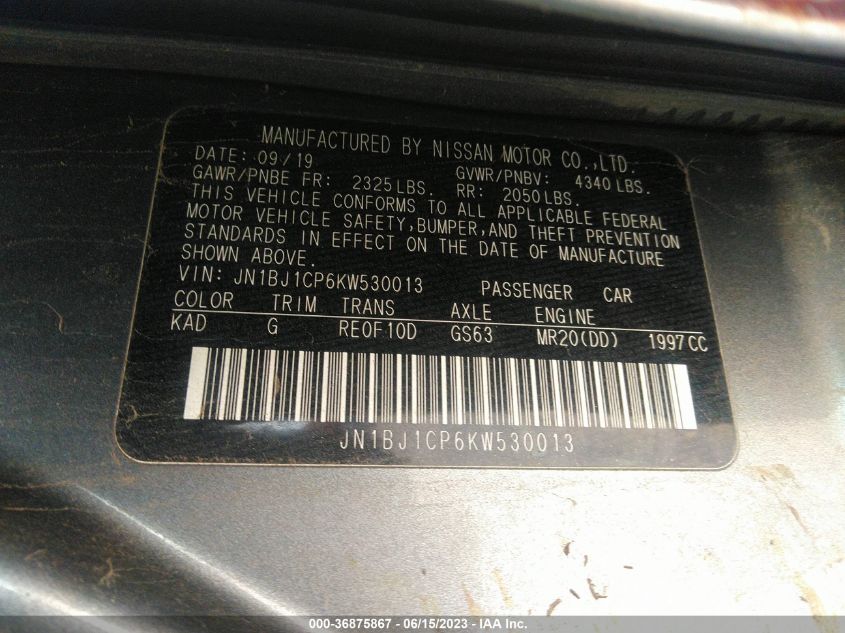 MANUFACTURED BY NISSAN MOTOR CO.,LTD.
DATE: 09/19 GVWR/PNBV: 4340 LBS.
GAWR/PNBE FR: 2325 LBS. RR: 2050 LBS.
THIS VEHICLE CONFORMS TO ALL APPLICABLE FEDERAL
MOTOR VEHICLE SAFETY,BUMPER,AND THEFT PREVENTION
STANDARDS IN EFFECT ON THE DATE OF MANUFACTURE
SHOWN ABOVE.
VIN: JN1BJ1CP6KW530013 PASSENGER CAR
COLOR TRIM TRANS AXLE ENGINE
KAD G RE0F10D GS63 MR20(DD) 1997 CC
JN1BJ1CP6KW530013
000-36875867 - 06/15/2023 - IAA Inc.